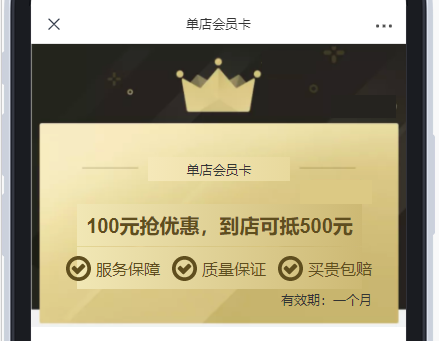 单店会员卡
单店会员卡
100元抢优惠，到店可抵500元
服务保障 质量保证 买贵包赔
有效期：一个月